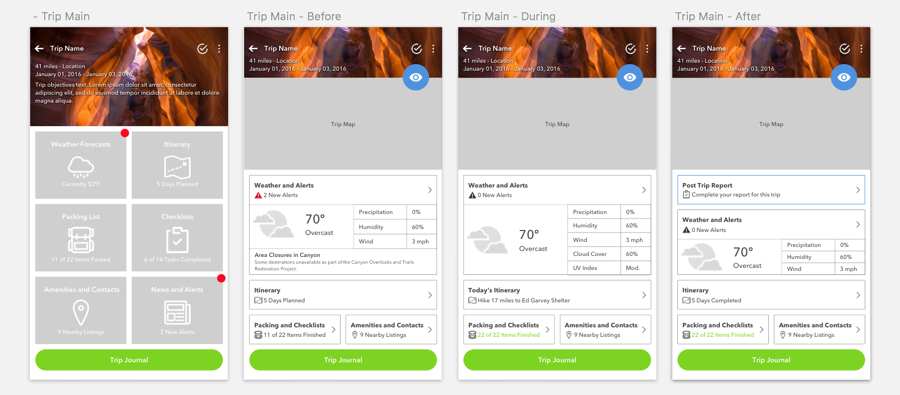 - Trip Main
Trip Name
41 miles - Location
January 01, 2016 - January 03, 2016
Trip objectives text. Lorem ipsum dolor sit amet, consectetur
adipiscing elit, sed do eiusmod tempor incididunt ut labore et dolore
magna aliqua.
Weather Forecasts
Currently 53°F
Itinerary
5 Days Planned
Packing List
11 of 22 Items Packed
Checklists
6 of 14 Tasks Completed
Amenities and Contacts
9 Nearby Listings
News and Alerts
2 New Alerts
Trip Journal
Trip Main - Before
Trip Name
41 miles - Location
January 01, 2016 - January 03, 2016
Trip Map
Weather and Alerts
2 New Alerts
70°
Overcast
Precipitation 0%
Humidity 60%
Wind 3 mph
Area Closures in Canyon
Some destinations unavailable as part of the Canyon Overlooks and Trails
Restoration Project.
Itinerary
5 Days Planned
Packing and Checklists
11 of 22 Items Finished
Amenities and Contacts
9 Nearby Listings
Trip Journal
Trip Main - During
Trip Name
41 miles - Location
January 01, 2016 - January 03, 2016
Trip Map
Weather and Alerts
0 New Alerts
70°
Overcast
Precipitation 0%
Humidity 60%
Wind 3 mph
Cloud Cover 60%
UV Index Mod.
Today's Itinerary
Hike 17 miles to Ed Garvey Shelter
Packing and Checklists
22 of 22 Items Finished
Amenities and Contacts
9 Nearby Listings
Trip Journal
Trip Main - After
Trip Name
41 miles - Location
January 01, 2016 - January 03, 2016
Trip Map
Post Trip Report
Complete your report for this trip
Weather and Alerts
0 New Alerts
70°
Overcast
Precipitation 0%
Humidity 60%
Wind 3 mph
Itinerary
5 Days Completed
Packing and Checklists
22 of 22 Items Finished
Amenities and Contacts
9 Nearby Listings
Trip Journal